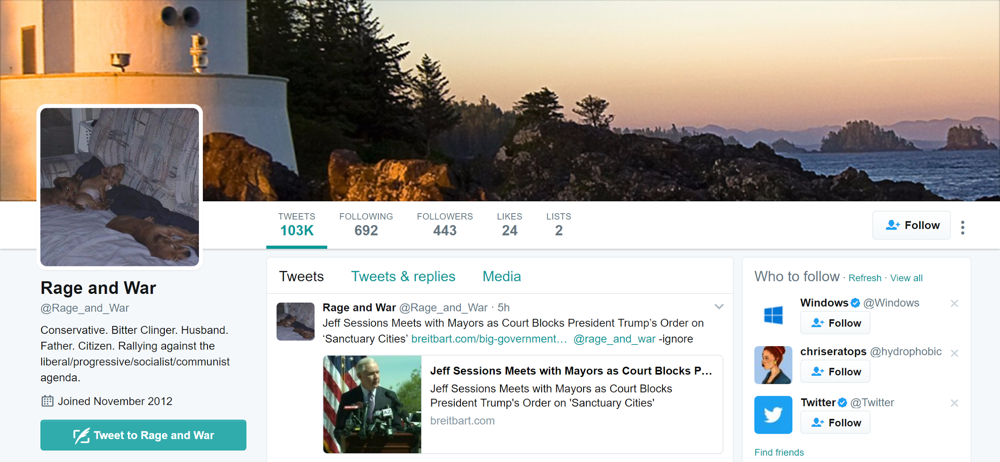 TWEETS
103K
FOLLOWING
692
FOLLOWERS
443
LIKES
24
LISTS
2
Follow
Rage and War
@Rage_and_War
Conservative. Bitter Clinger. Husband.
Father. Citizen. Rallying against the
liberal/progressive/socialist/communist
agenda.
Joined November 2012
Tweet to Rage and War
Tweets Tweets & replies Media
Rage and War @Rage_and_War · 5h
Jeff Sessions Meets with Mayors as Court Blocks President Trump’s Order on
‘Sanctuary Cities’ breitbart.com/big-government… @rage_and_war -ignore
Jeff Sessions Meets with Mayors as Court Blocks P...
Jeff Sessions Meets with Mayors as Court Blocks
President Trump's Order on 'Sanctuary Cities'
breitbart.com
AZ
Who to follow · Refresh · View all
Windows @Windows
Follow
chriseratops @hydrophobic
Follow
Twitter @Twitter
Follow
Find friends